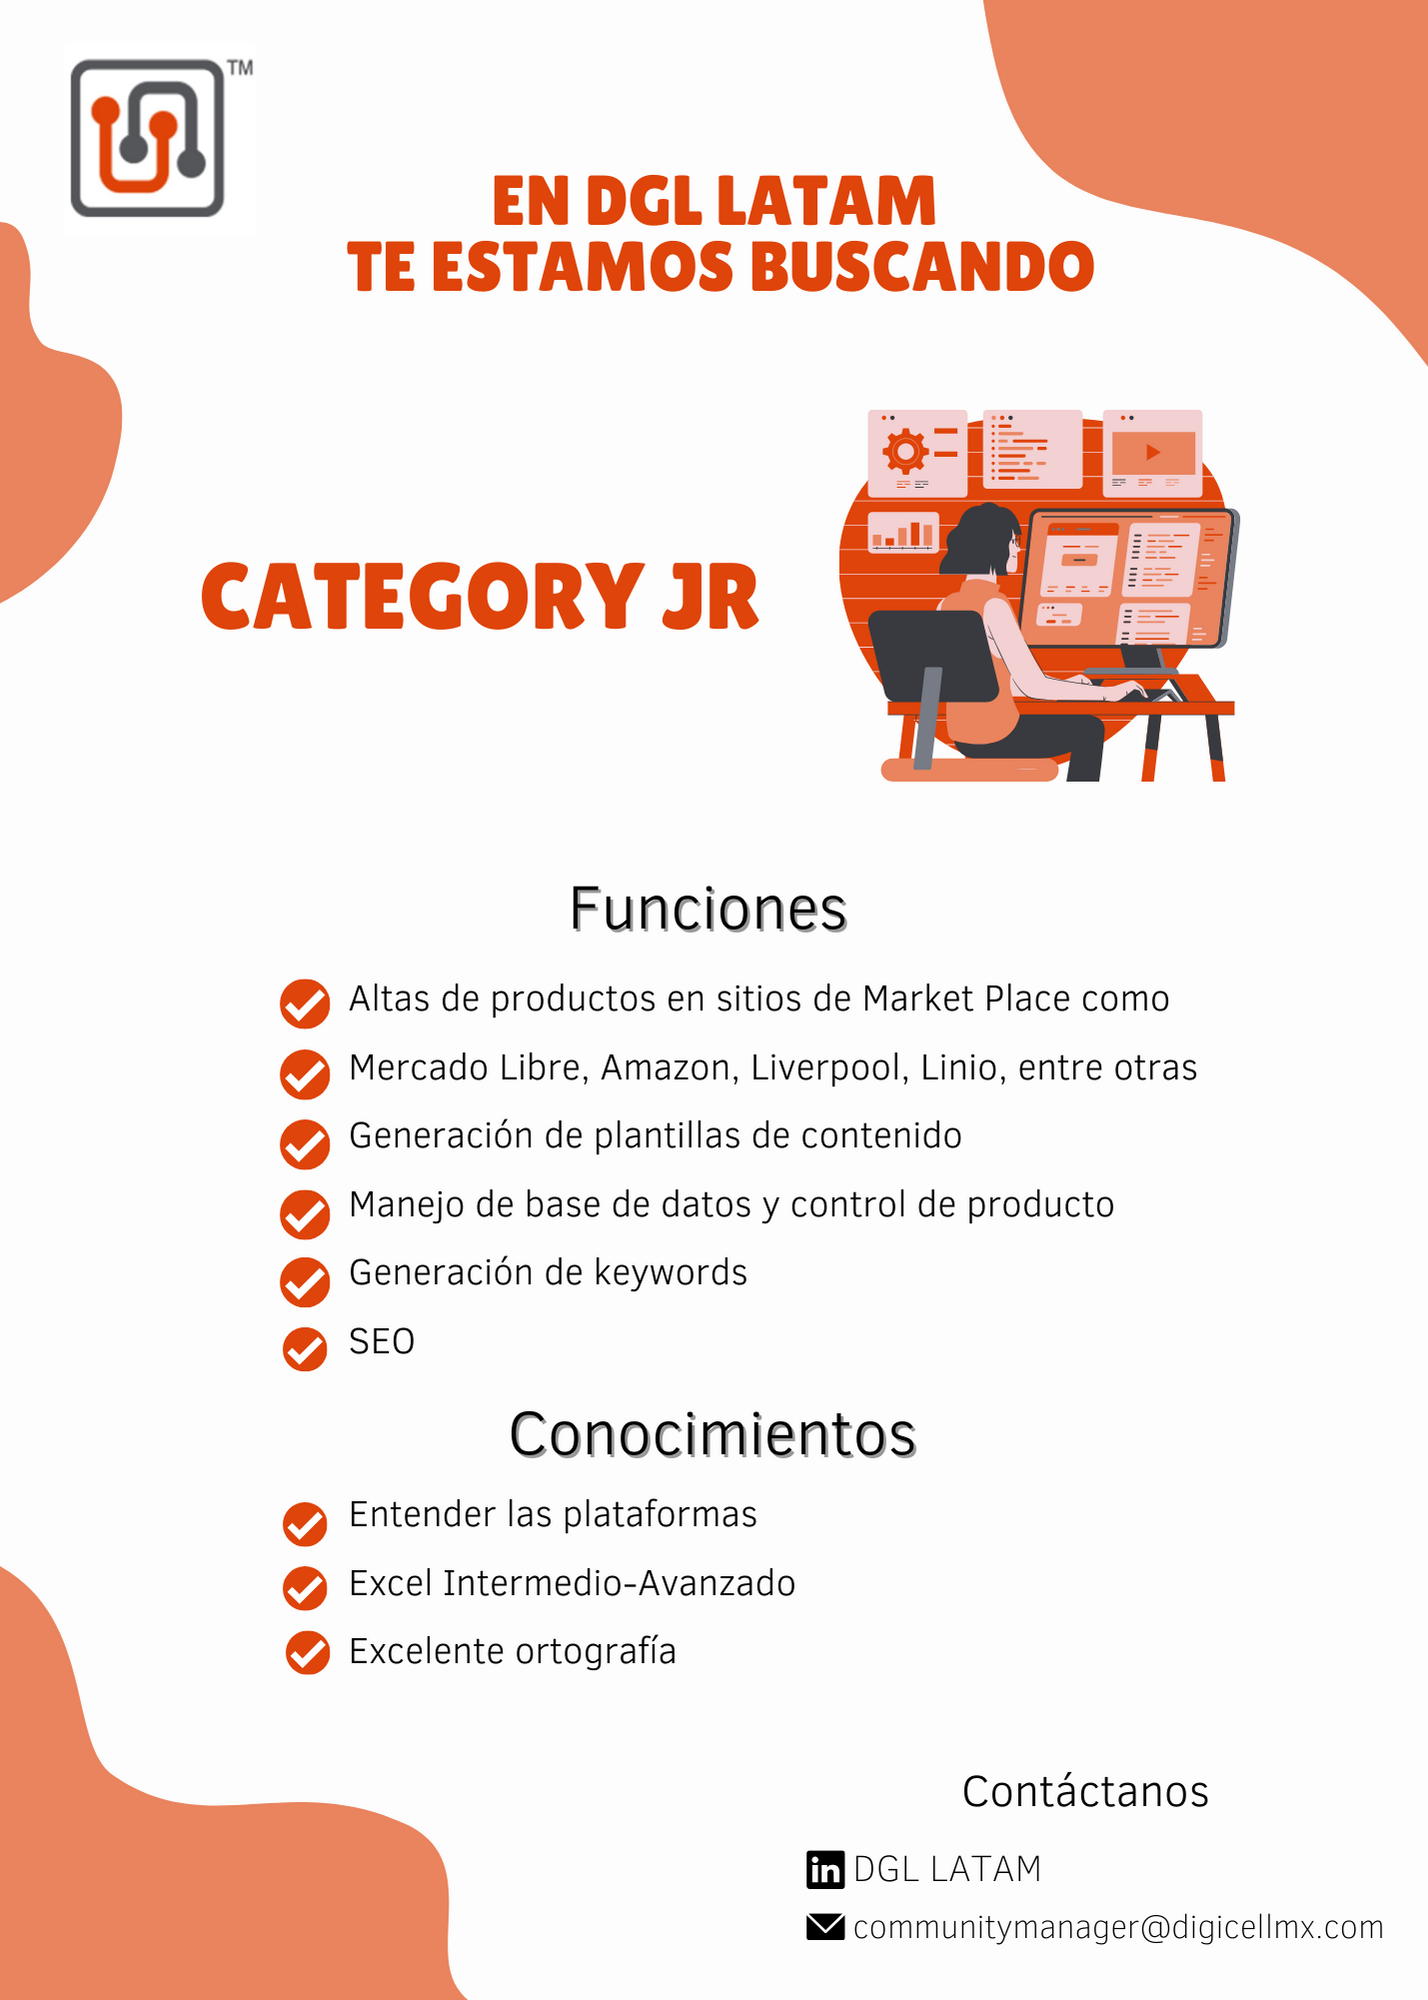 TM
EN DGL LATAM
TE ESTAMOS BUSCANDO
CATEGORY JR
Funciones
Altas de productos en sitios de Market Place como
Mercado Libre, Amazon, Liverpool, Linio, entre otras
Generación de plantillas de contenido
Manejo de base de datos y control de producto
Generación de keywords
SEO
Conocimientos
Entender las plataformas
Excel Intermedio-Avanzado
Excelente ortografía
Contáctanos
in DGL LATAM
communitymanager@digicellmx.com